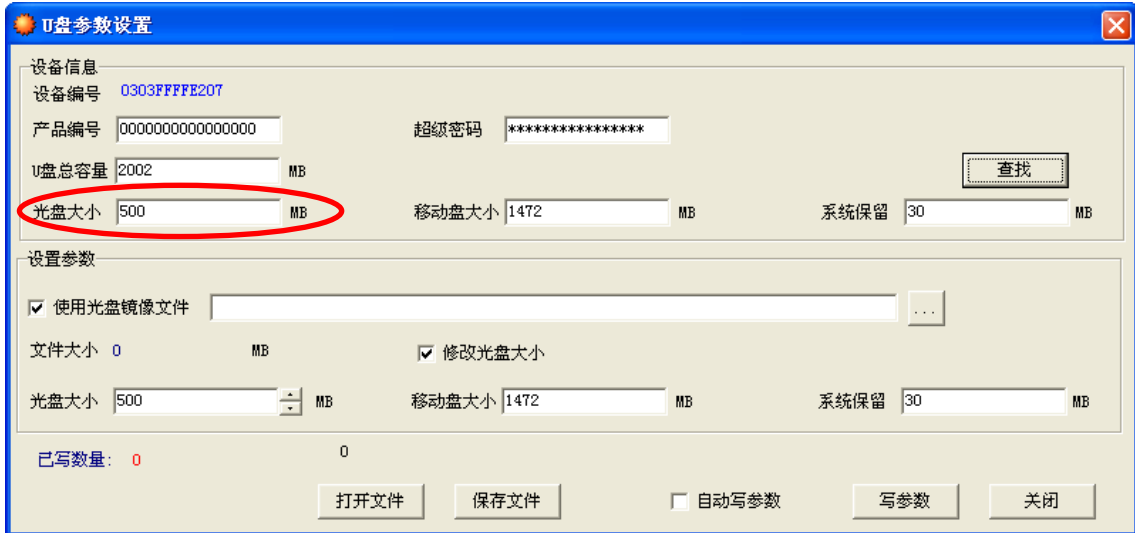 U盘参数设置
设备信息
设备编号 0303FFFFE207
产品编号 0000000000000000 超级密码 ****************
U盘总容量 2002 MB 查找
光盘大小 500 MB 移动盘大小 1472 MB 系统保留 30 MB
设置参数
使用光盘镜像文件 ...
文件大小 0 MB 修改光盘大小
光盘大小 500 MB 移动盘大小 1472 MB 系统保留 30 MB
已写数量: 0 0
打开文件 保存文件 自动写参数 写参数 关闭